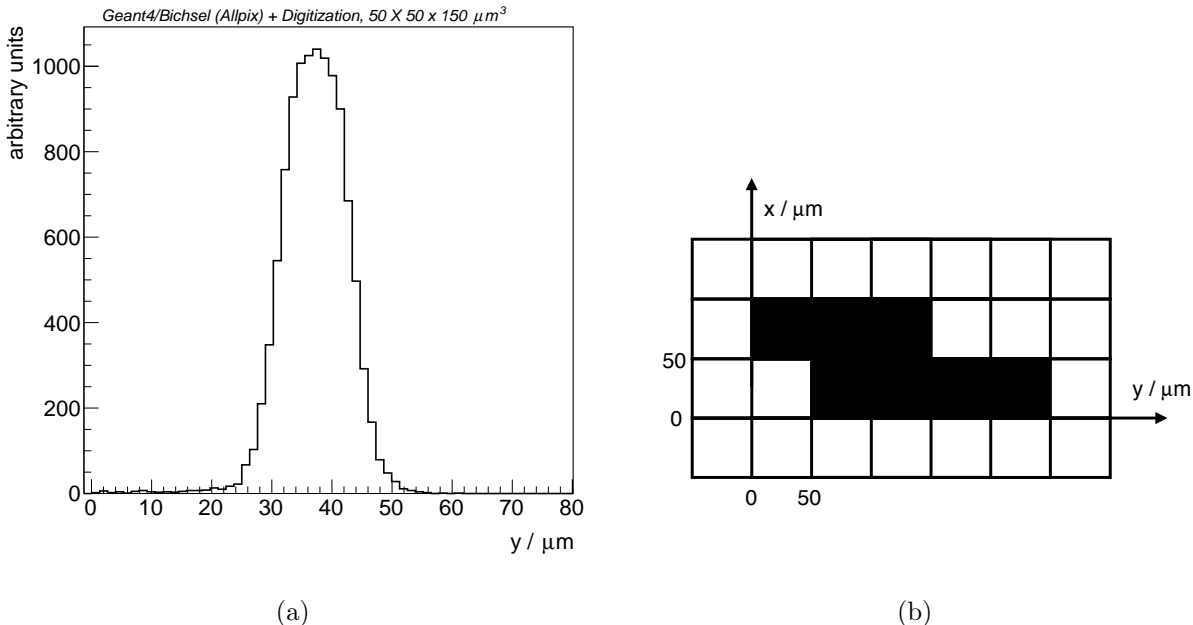 Geant4/Bichsel (Allpix) + Digitization, 50 X 50 x 150 μm³
arbitrary units
1000
800
600
400
200
0
0 10 20 30 40 50 60 70 80
y / μm
(a)
x / μm
50
0
y / μm
0 50
(b)